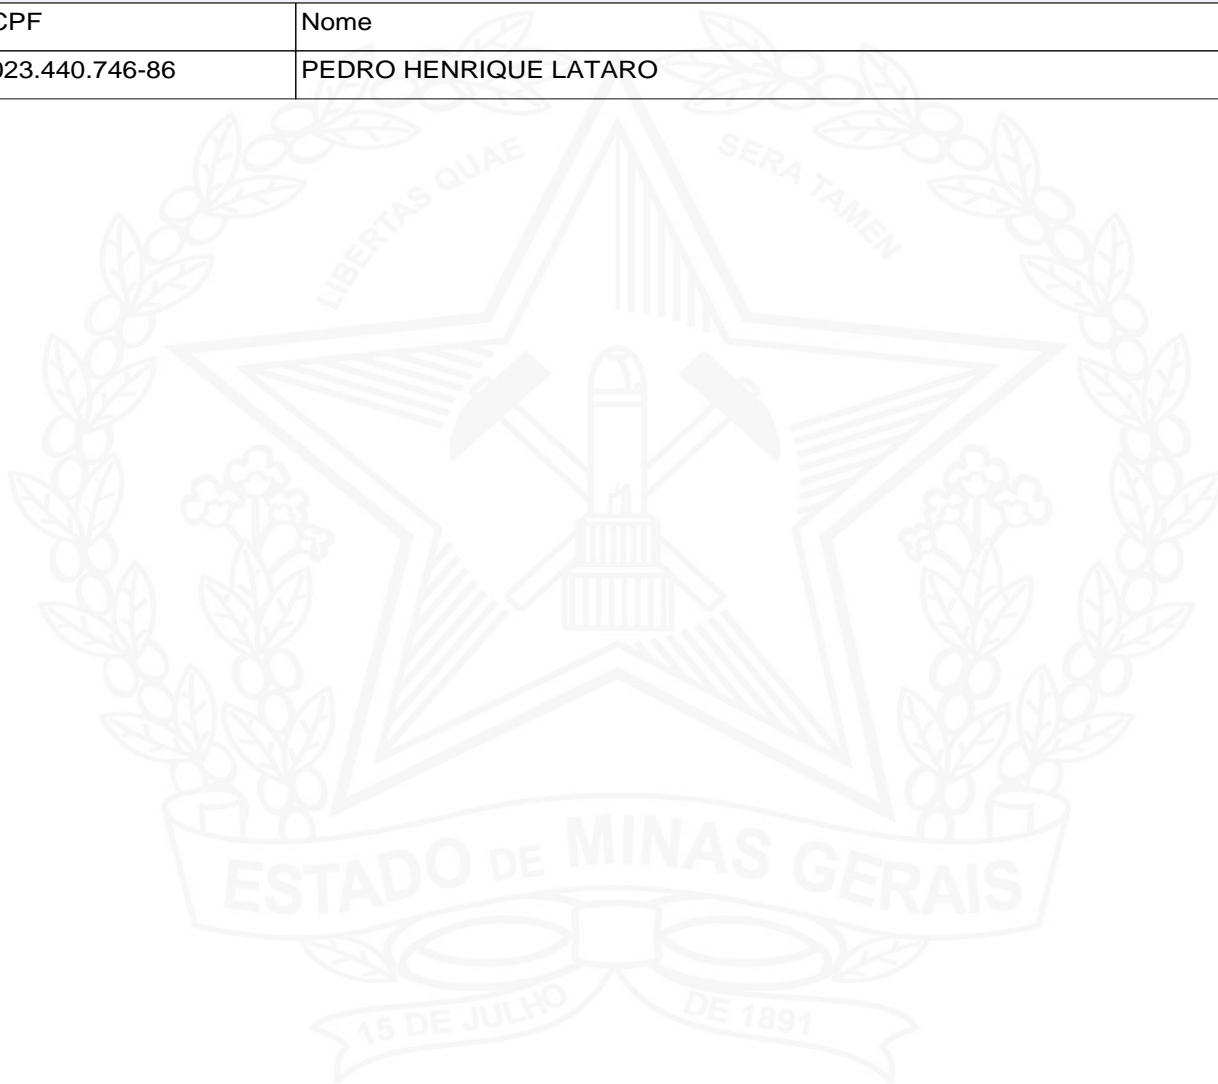 CPF Nome
023.440.746-86 PEDRO HENRIQUE LATARO
LIBERTAS QUAE SERA TAMEN
ESTADO DE MINAS GERAIS
15 DE JULHO DE 1891